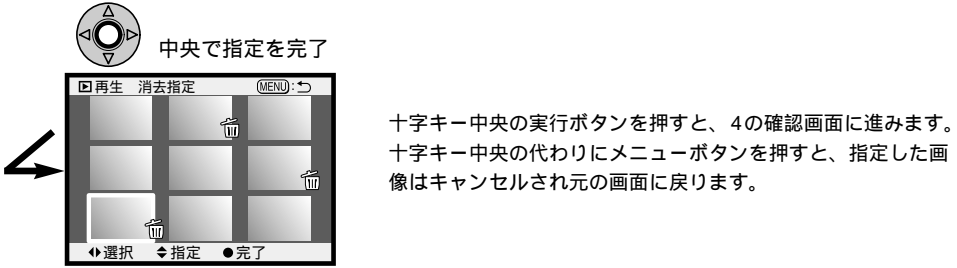 中央で指定を完了
再生 消去指定 MENU:⮌
◀▶選択 ◆指定 ●完了
十字キー中央の実行ボタンを押すと、4の確認画面に進みます。
十字キー中央の代わりにメニューボタンを押すと、指定した画
像はキャンセルされ元の画面に戻ります。